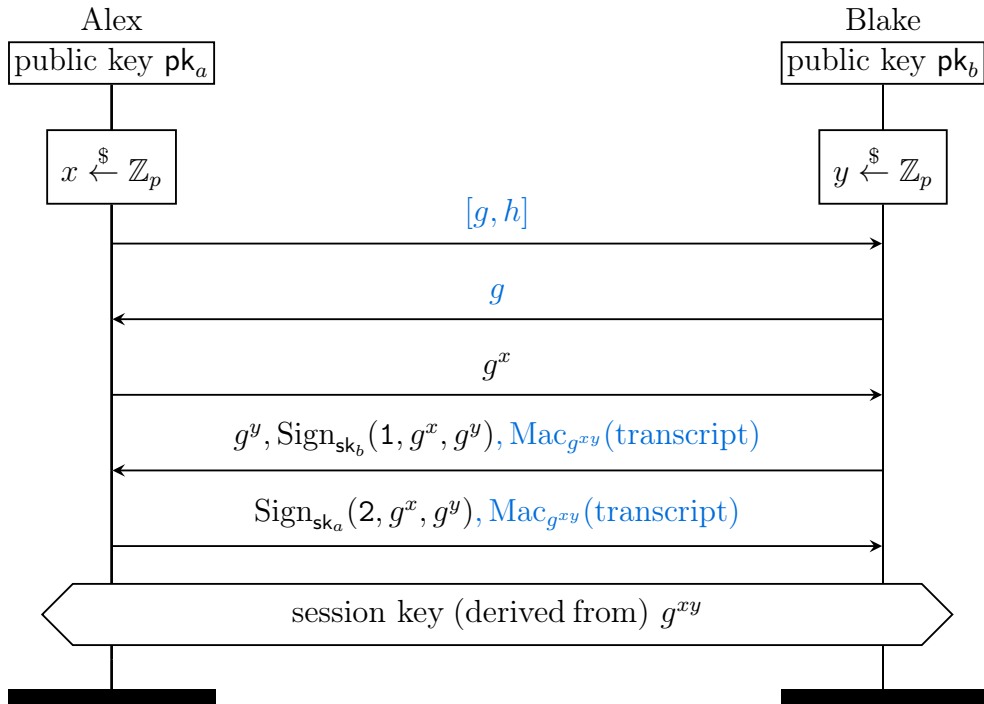 Alex
Blake
public key pk_a
public key pk_b
x ←$ ℤ_p
y ←$ ℤ_p
[g, h]
g
g^x
g^y, Sign_{sk_b}(1, g^x, g^y), Mac_{g^{xy}}(transcript)
Sign_{sk_a}(2, g^x, g^y), Mac_{g^{xy}}(transcript)
session key (derived from) g^{xy}